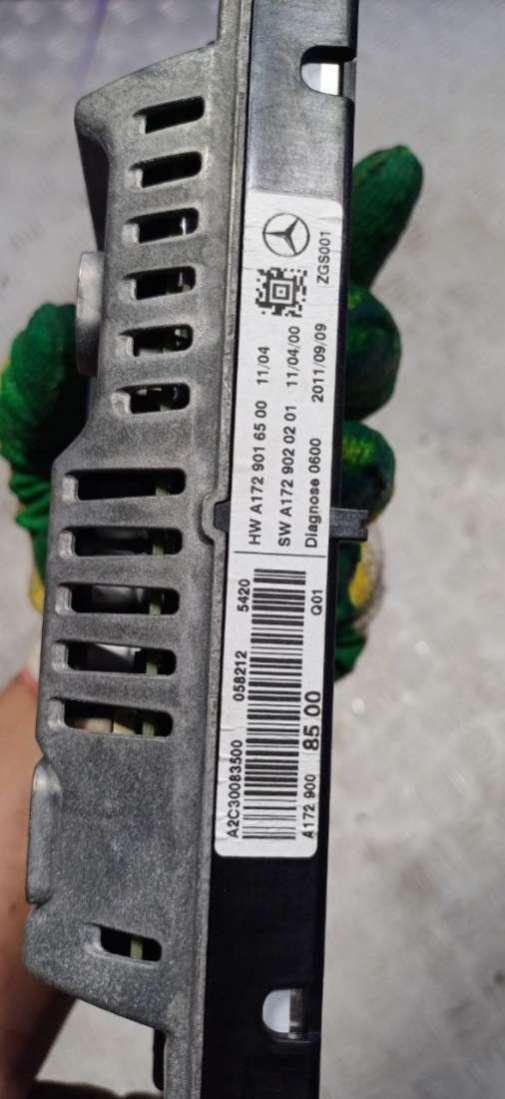 A2C30083500 058212 5420
A172 900 85 00 Q01
HW A172 901 65 00 11/04
SW A172 902 02 01 11/04/00
Diagnose 0600 2011/09/09
ZGS001